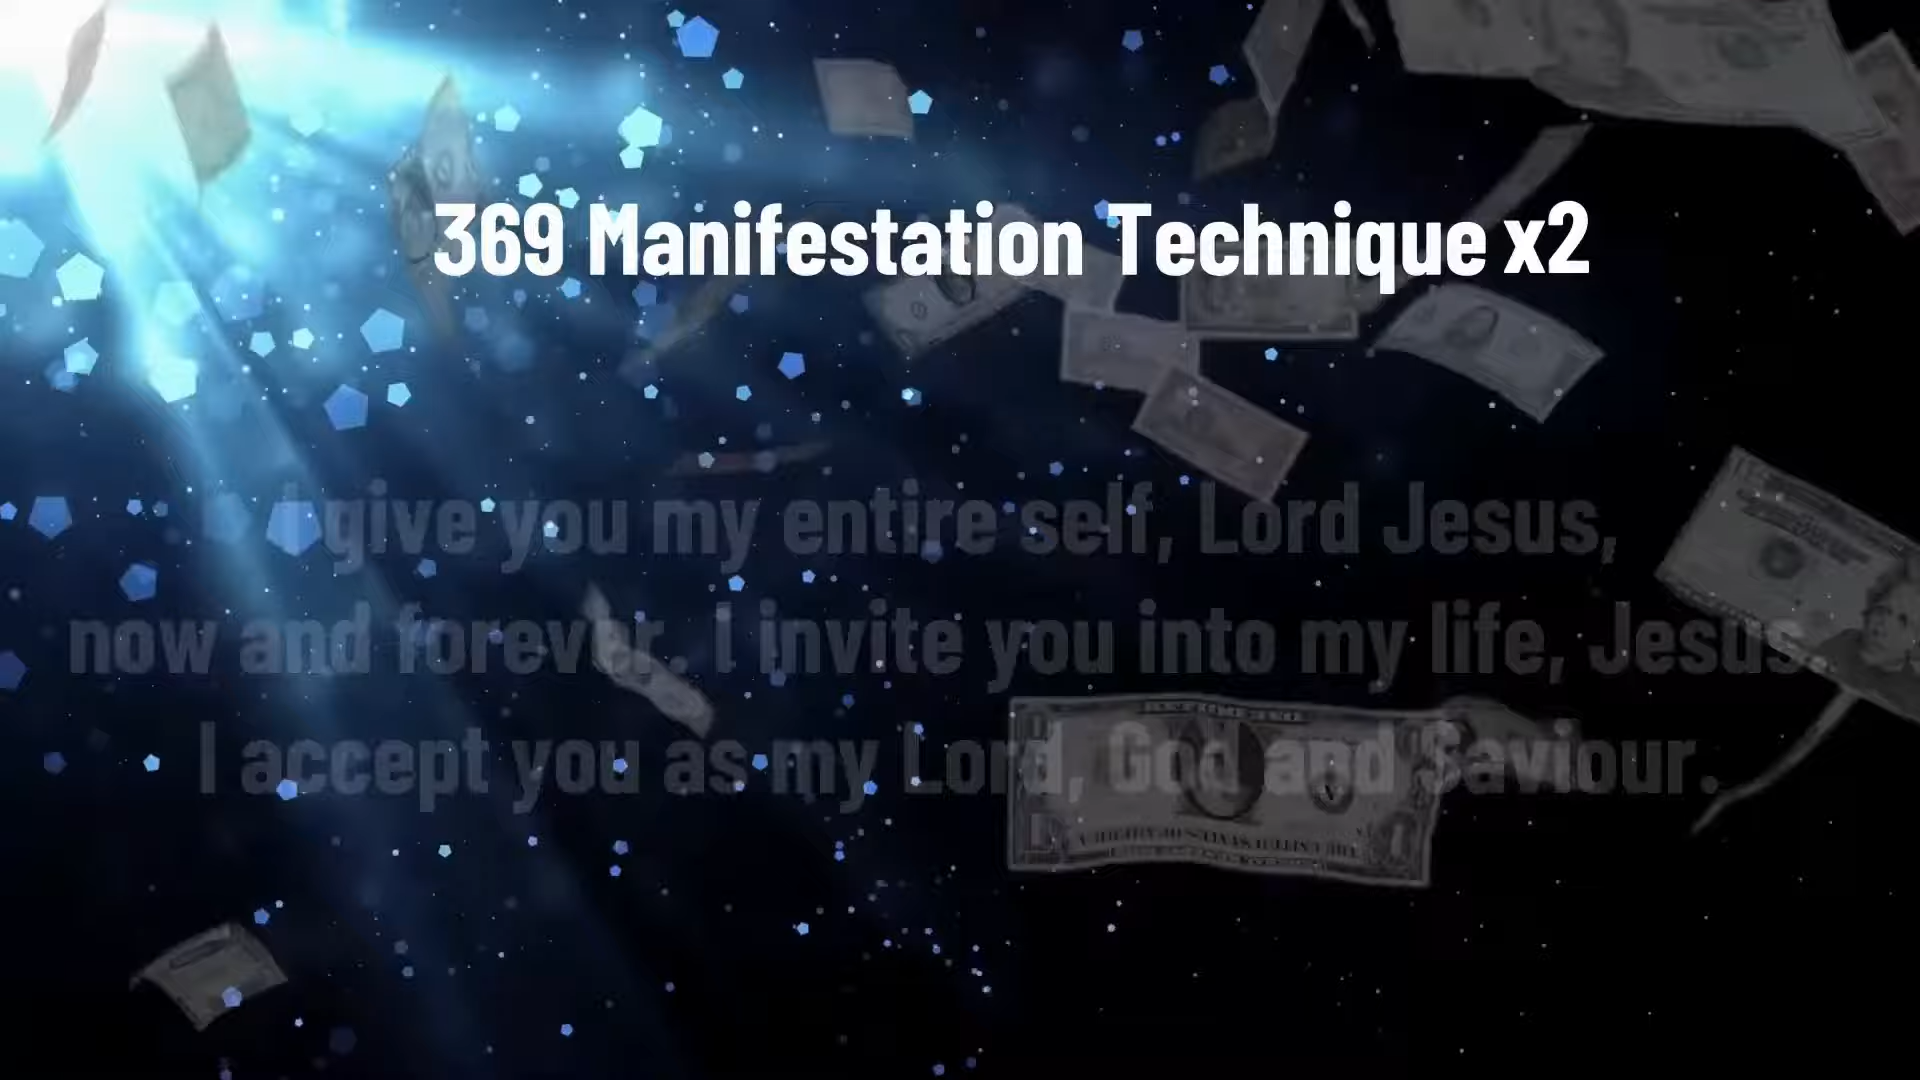 369 Manifestation Technique x2
I give you my entire self, Lord Jesus,
now and forever. I invite you into my life, Jesus.
I accept you as my Lord, God and Saviour.